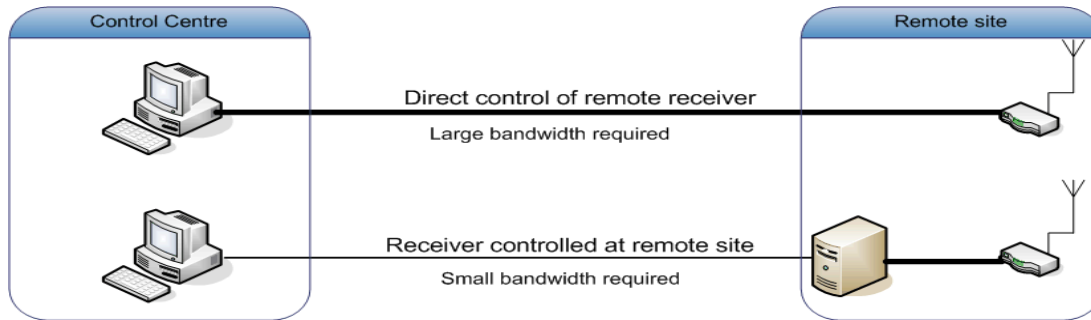 Control Centre
Remote site
Direct control of remote receiver
Large bandwidth required
Receiver controlled at remote site
Small bandwidth required